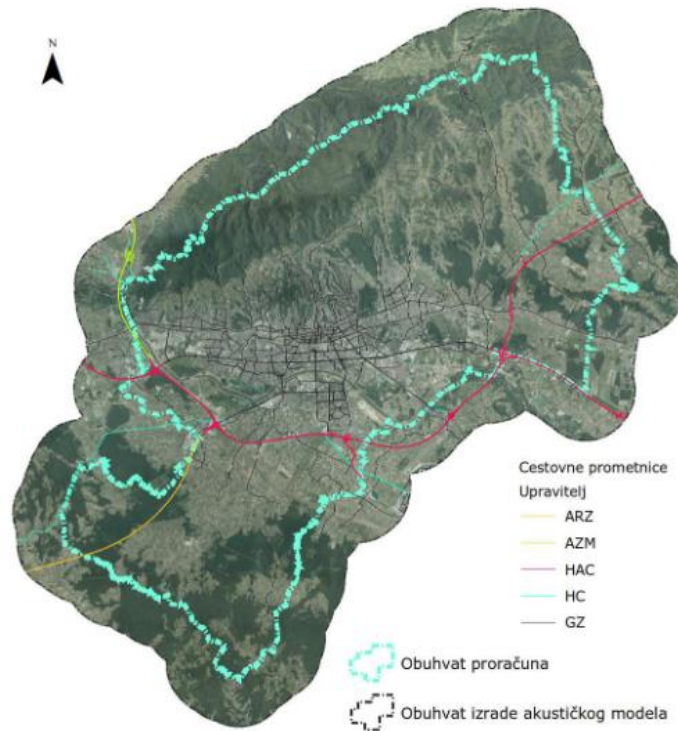 N
Cestovne prometnice
Upravitelj
ARZ
AZM
HAC
HC
GZ
Obuhvat proračuna
Obuhvat izrade akustičkog modela